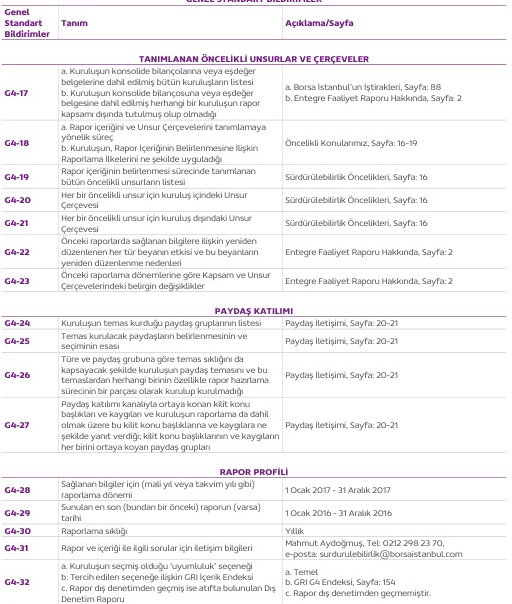 GENEL STANDART BİLDİRİMLER
Genel
Standart
Bildirimler
Tanım
Açıklama/Sayfa
TANIMLANAN ÖNCELİKLİ UNSURLAR VE ÇERÇEVELER
G4-17
a. Kuruluşun konsolide bilançolarına veya eşdeğer
belgelerine dahil edilmiş bütün kuruluşların listesi
b. Kuruluşun konsolide bilançosuna veya eşdeğer
belgesine dahil edilmiş herhangi bir kuruluşun rapor
kapsamı dışında tutulmuş olup olmadığı
a. Borsa İstanbul'un İştirakleri, Sayfa: 88
b. Entegre Faaliyet Raporu Hakkında, Sayfa: 2
G4-18
a. Rapor içeriğini ve Unsur Çerçevelerini tanımlamaya
yönelik süreç
b. Kuruluşun, Rapor İçeriğinin Belirlenmesine İlişkin
Raporlama İlkelerini ne şekilde uyguladığı
Öncelikli Konularımız, Sayfa: 16-19
G4-19
Rapor içeriğinin belirlenmesi sürecinde tanımlanan
bütün öncelikli unsurların listesi
Sürdürülebilirlik Öncelikleri, Sayfa: 16
G4-20
Her bir öncelikli unsur için kuruluş içindeki Unsur
Çerçevesi
Sürdürülebilirlik Öncelikleri, Sayfa: 16
G4-21
Her bir öncelikli unsur için kuruluş dışındaki Unsur
Çerçevesi
Sürdürülebilirlik Öncelikleri, Sayfa: 16
G4-22
Önceki raporlarda sağlanan bilgilere ilişkin yeniden
düzenlenen her tür beyanın etkisi ve bu beyanların
yeniden düzenlenme nedenleri
Entegre Faaliyet Raporu Hakkında, Sayfa: 2
G4-23
Önceki raporlama dönemlerine göre Kapsam ve Unsur
Çerçevelerindeki belirgin değişiklikler
Entegre Faaliyet Raporu Hakkında, Sayfa: 2
PAYDAŞ KATILIMI
G4-24
Kuruluşun temas kurduğu paydaş gruplarının listesi
Paydaş İletişimi, Sayfa: 20-21
G4-25
Temas kurulacak paydaşların belirlenmesinin ve
seçiminin esası
Paydaş İletişimi, Sayfa: 20-21
G4-26
Türe ve paydaş grubuna göre temas sıklığını da
kapsayacak şekilde kuruluşun paydaş temasını ve bu
temaslardan herhangi birinin özellikle rapor hazırlama
sürecinin bir parçası olarak kurulup kurulmadığı
Paydaş İletişimi, Sayfa: 20-21
G4-27
Paydaş katılımı kanalıyla ortaya konan kilit konu
başlıkları ve kaygıları ve kuruluşun raporlama da dahil
olmak üzere bu kilit konu başlıklarına ve kaygılara ne
şekilde yanıt verdiği; kilit konu başlıklarının ve kaygıların
her birini ortaya koyan paydaş grupları
Paydaş İletişimi, Sayfa: 20-21
RAPOR PROFİLİ
G4-28
Sağlanan bilgiler için (mali yıl veya takvim yılı gibi)
raporlama dönemi
1 Ocak 2017 - 31 Aralık 2017
G4-29
Sunulan en son (bundan bir önceki) raporun (varsa)
tarihi
1 Ocak 2016 - 31 Aralık 2016
G4-30
Raporlama sıklığı
Yıllık
G4-31
Rapor ve içeriği ile ilgili sorular için iletişim bilgileri
Mahmut Aydoğmuş, Tel: 0212 298 23 70,
e-posta: surdurulebilirlik@borsaistanbul.com
G4-32
a. Kuruluşun seçmiş olduğu 'uyumluluk' seçeneği
b. Tercih edilen seçeneğe ilişkin GRI İçerik Endeksi
c. Rapor dış denetimden geçmiş ise atıfta bulunulan Dış
Denetim Raporu
a. Temel
b. GRI G4 Endeksi, Sayfa: 154
c. Rapor dış denetimden geçmemiştir.